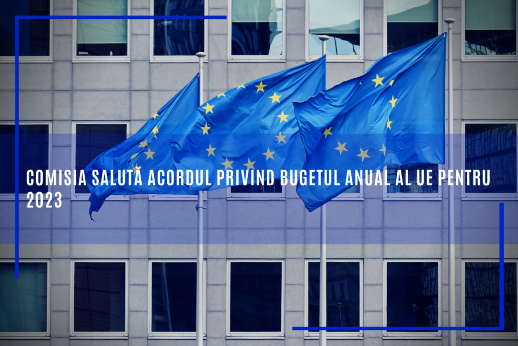 COMISIA SALUTĂ ACORDUL PRIVIND BUGETUL ANUAL AL UE PENTRU
2023